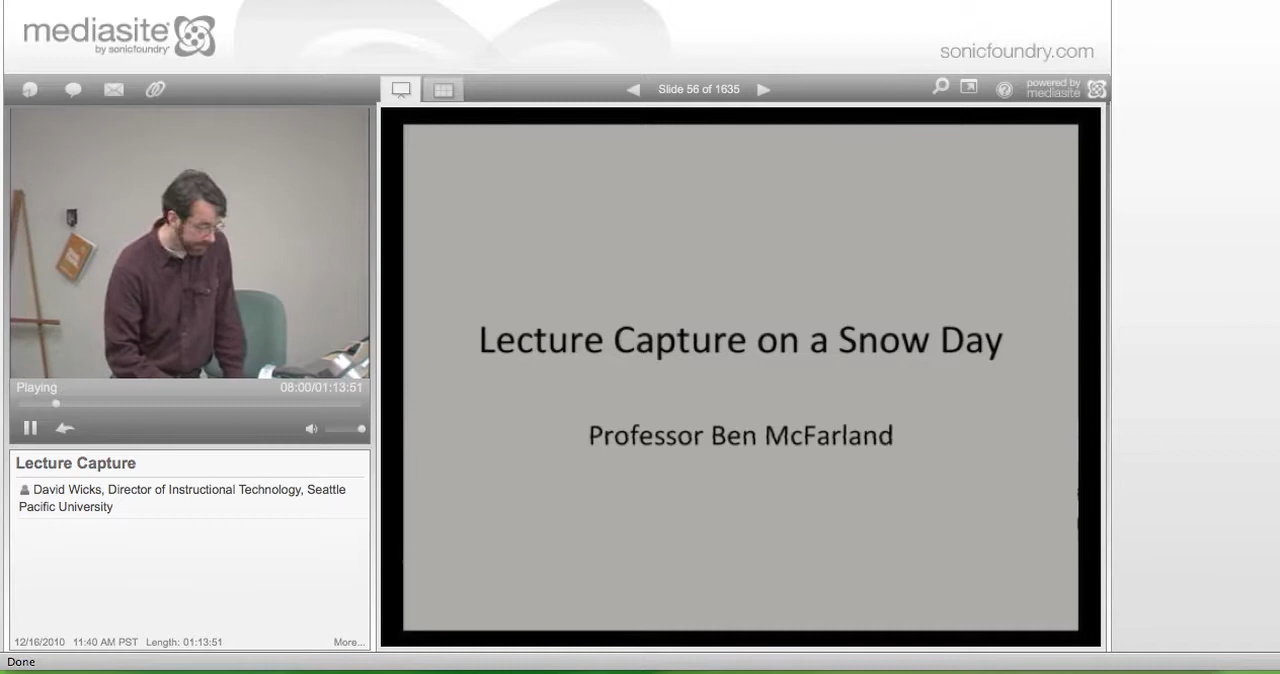 mediasite
by sonicfoundry
sonicfoundry.com
Slide 56 of 1635
powered by
mediasite
Lecture Capture on a Snow Day
Professor Ben McFarland
Playing 08:00/01:13:51
Lecture Capture
David Wicks, Director of Instructional Technology, Seattle
Pacific University
12/16/2010 11:40 AM PST Length: 01:13:51 More...
Done